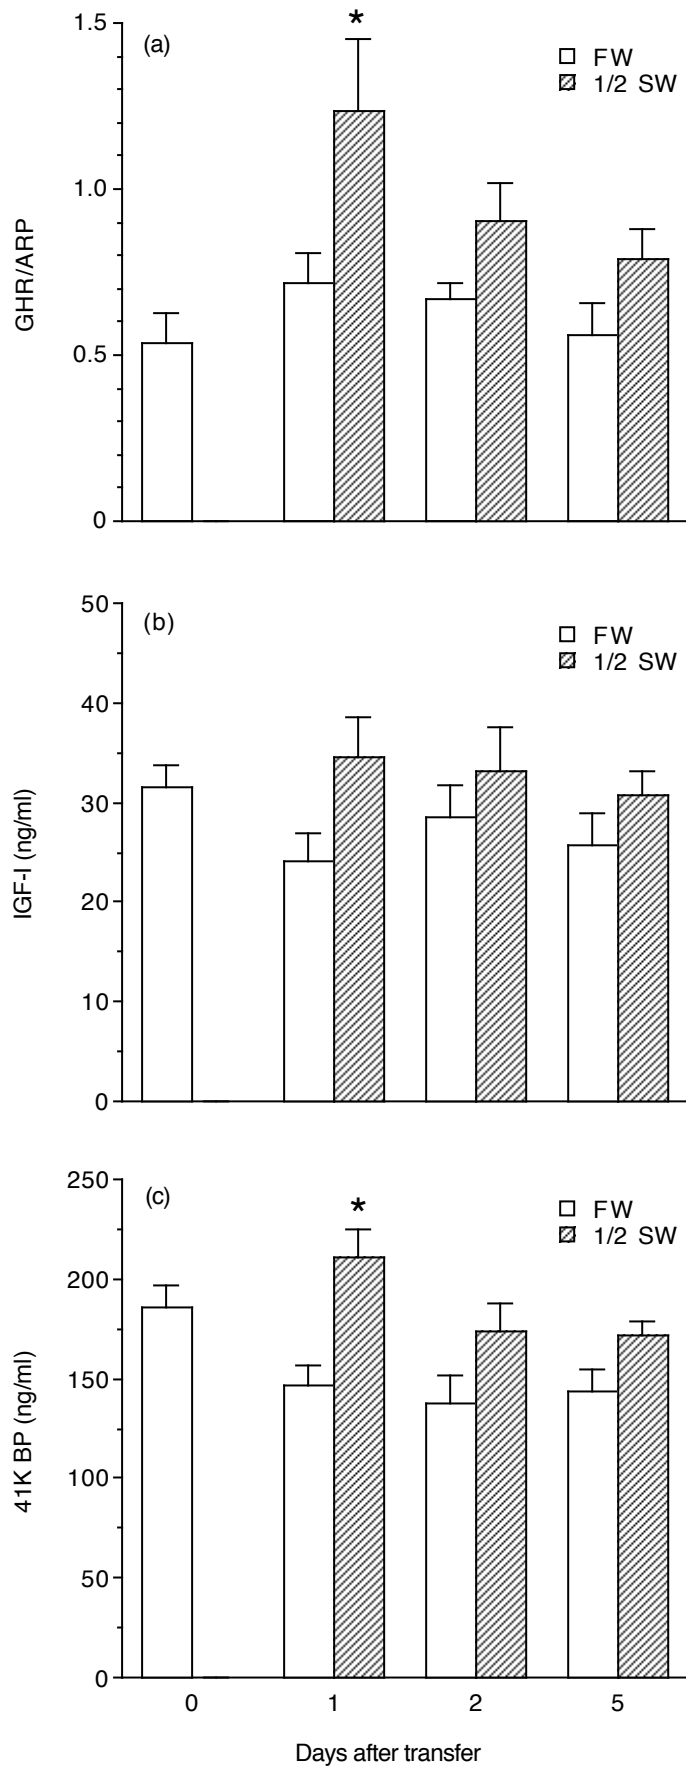 1.5
(a)
*
FW
1/2 SW
1.0
GHR/ARP
0.5
0
50
(b)
FW
1/2 SW
40
30
IGF-I (ng/ml)
20
10
0
250
(c)
*
FW
1/2 SW
200
150
41K BP (ng/ml)
100
50
0
0 1 2 5
Days after transfer